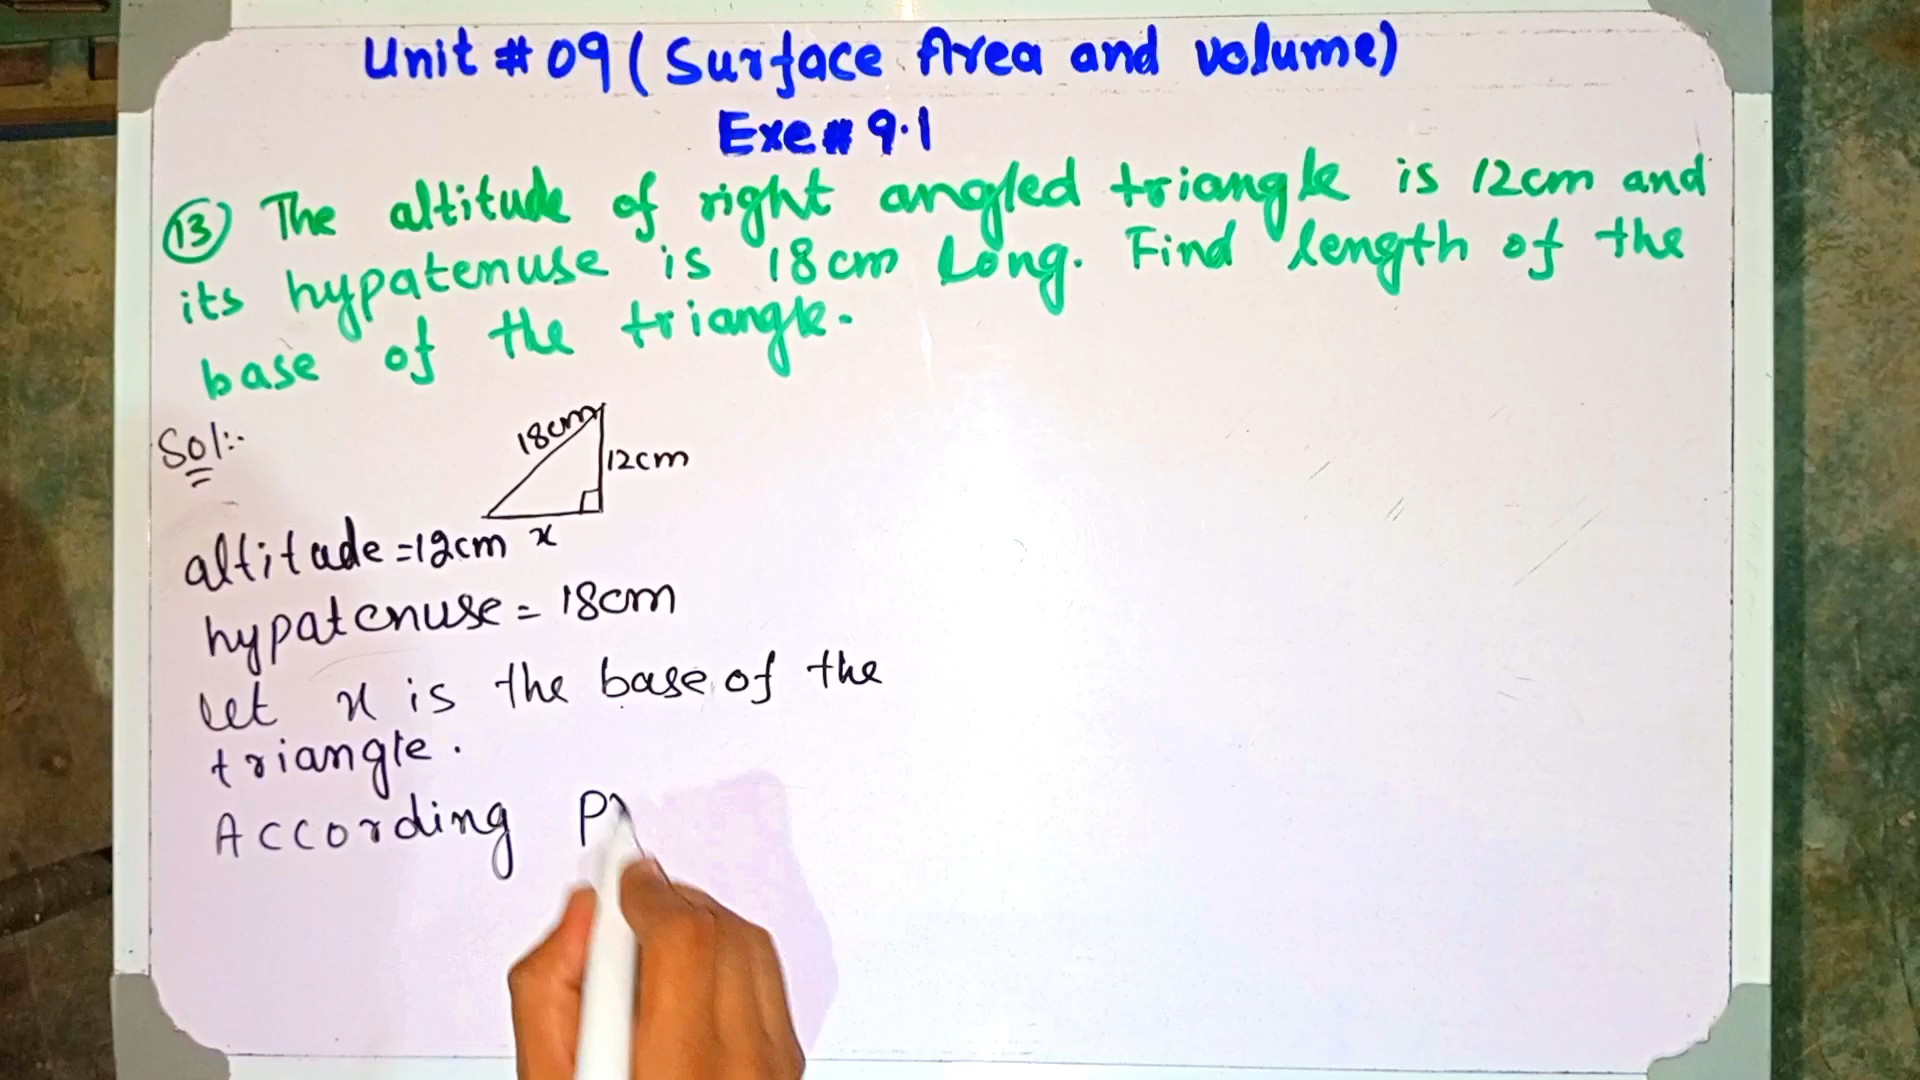 Unit # 09 (Surface Area and volume)
Exe # 9.1
13 The altitude of right angled triangle is 12cm and
its hypatenuse is 18cm Long. Find length of the
base of the triangle.
Sol:-
18cm
12cm
x
altitude = 12cm
hypatenuse = 18cm
let x is the base of the
triangle.
According Py